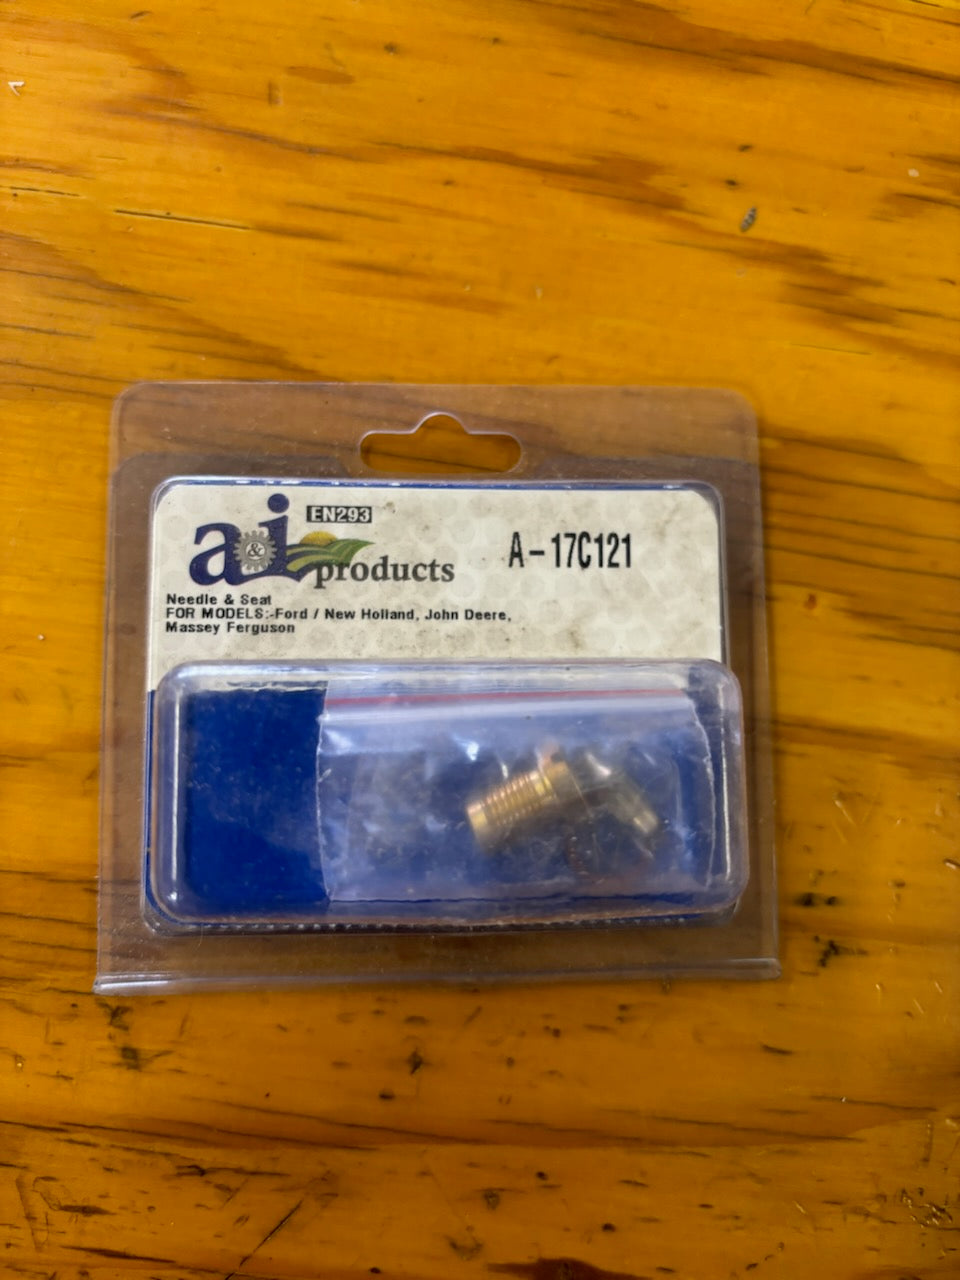 EN293
a&i
products
A-17C121
Needle & Seat
FOR MODELS:-Ford / New Holland, John Deere,
Massey Ferguson